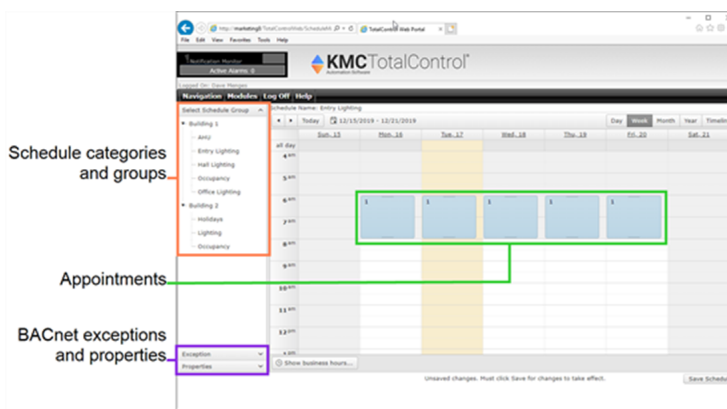 http://marketing8/TotalControlWeb/ScheduleM
TotalControl Web Portal
File Edit View Favorites Tools Help
Notification Monitor
Active Alarms: 0
KMC TotalControl
Automation Software
Logged On: Dave Menges
Navigation Modules Log Off Help
Select Schedule Group
Schedule Name: Entry Lighting
Today 12/15/2019 - 12/21/2019
Day Week Month Year Timelin
Sun, 15 Mon, 16 Tue, 17 Wed, 18 Thu, 19 Fri, 20 Sat, 21
all day
Building 1
AHU
Entry Lighting
Hall Lighting
Occupancy
Office Lighting
Building 2
Holidays
Lighting
Occupancy
4 am
5 am
6 am
7 am
8 am
9 am
10 am
11 am
12 pm
1 1 1 1 1
Schedule categories
and groups
Appointments
BACnet exceptions
and properties
Exception
Properties
Show business hours...
Unsaved changes. Must click Save for changes to take effect.
Save Schedu